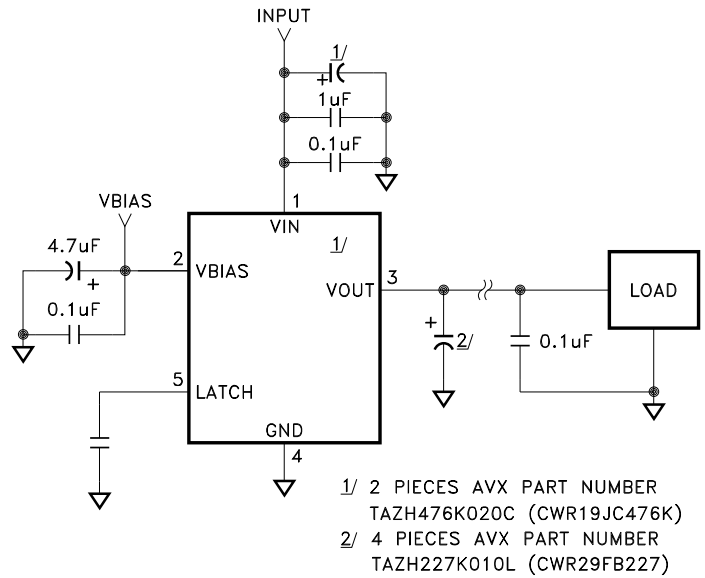 INPUT
1/
+
1uF
0.1uF
VBIAS
1
VIN
4.7uF
1/
2
VBIAS
+
3
VOUT
LOAD
0.1uF
+
2/
0.1uF
5
LATCH
GND
4
1/ 2 PIECES AVX PART NUMBER
TAZH476K020C (CWR19JC476K)
2/ 4 PIECES AVX PART NUMBER
TAZH227K010L (CWR29FB227)